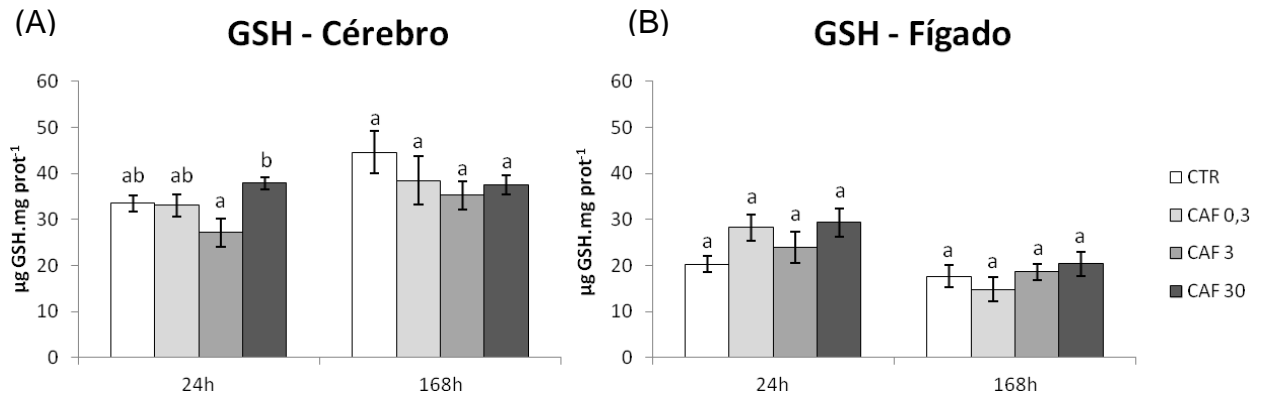 (A)
GSH - Cérebro
µg GSH.mg prot⁻¹
60
50
40
30
20
10
0
ab
ab
a
b
a
a
a
a
24h
168h
(B)
GSH - Fígado
µg GSH.mg prot⁻¹
60
50
40
30
20
10
0
a
a
a
a
a
a
a
a
24h
168h
CTR
CAF 0,3
CAF 3
CAF 30